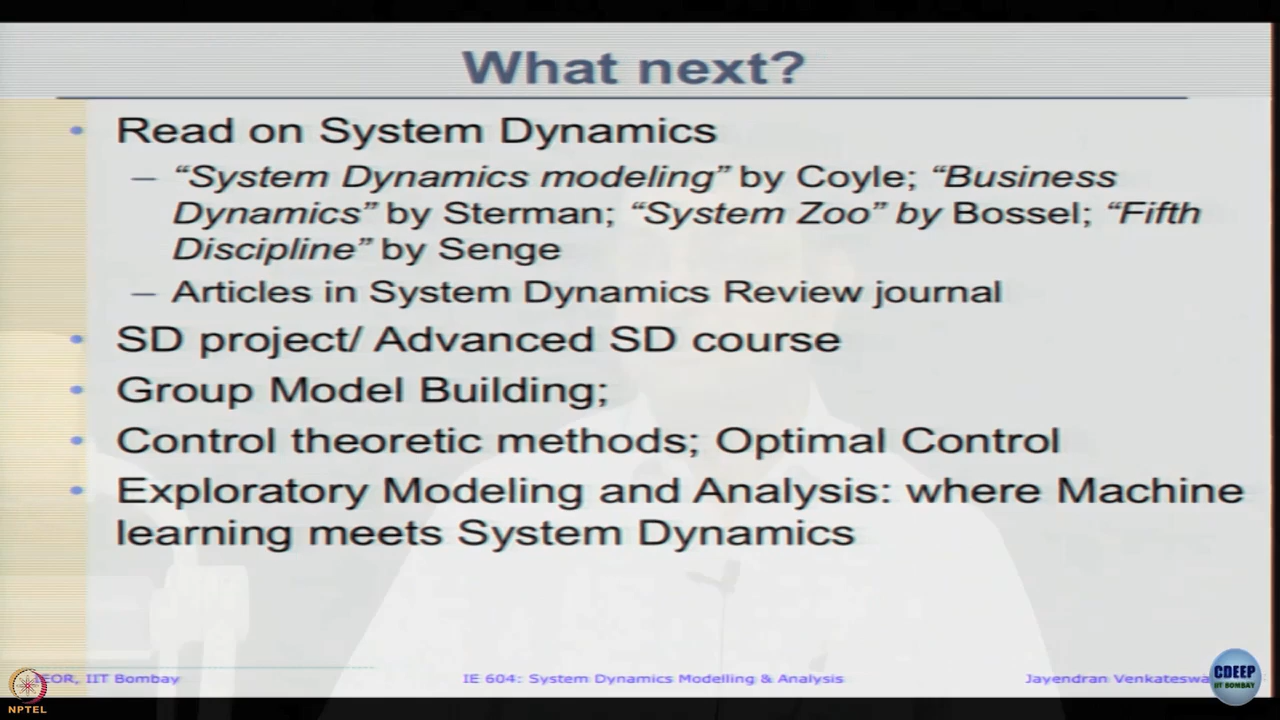 What next?
• Read on System Dynamics
– “System Dynamics modeling” by Coyle; “Business
Dynamics” by Sterman; “System Zoo” by Bossel; “Fifth
Discipline” by Senge
– Articles in System Dynamics Review journal
• SD project/ Advanced SD course
• Group Model Building;
• Control theoretic methods; Optimal Control
• Exploratory Modeling and Analysis: where Machine
learning meets System Dynamics
IEOR, IIT Bombay
IE 604: System Dynamics Modelling & Analysis
Jayendran
CDEEP
IIT BOMBAY
NPTEL